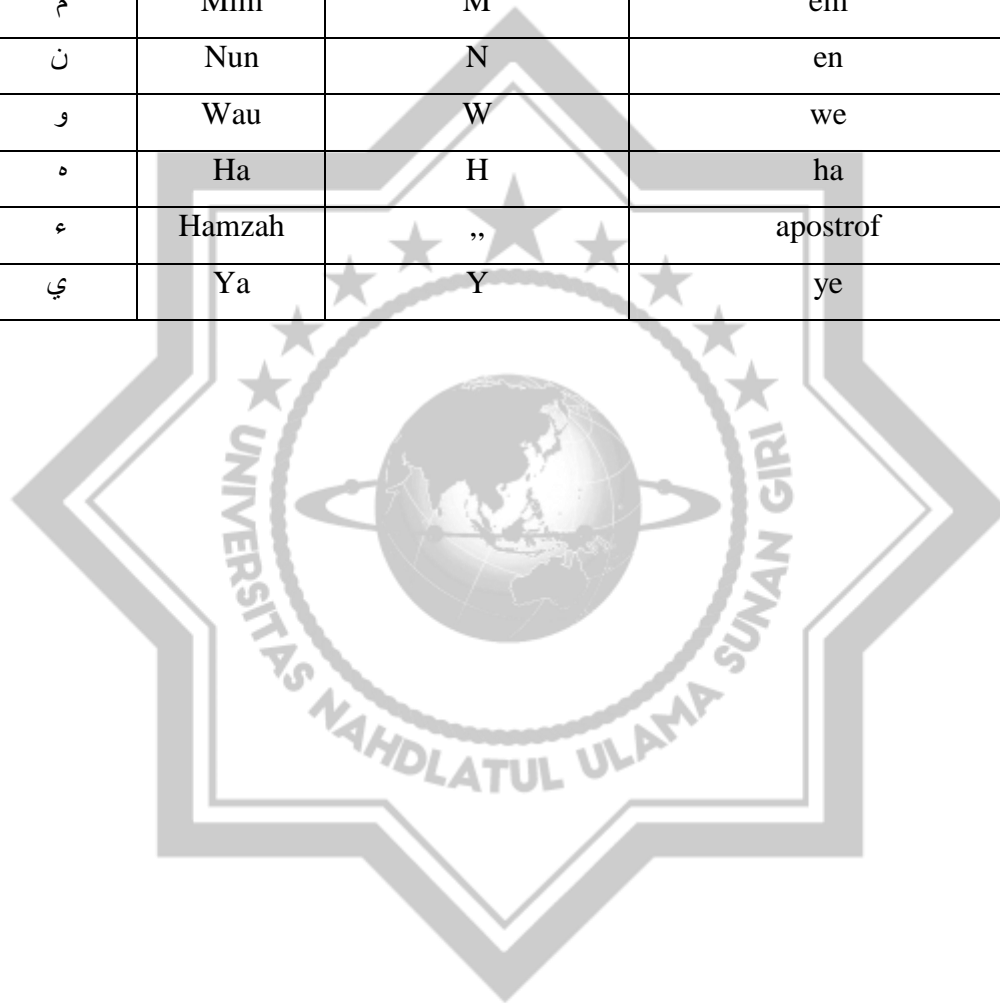 م Mim M em
ن Nun N en
و Wau W we
ه Ha H ha
ء Hamzah ,, apostrof
ي Ya Y ye
UNIVERSITAS NAHDLATUL ULAMA SUNAN GIRI